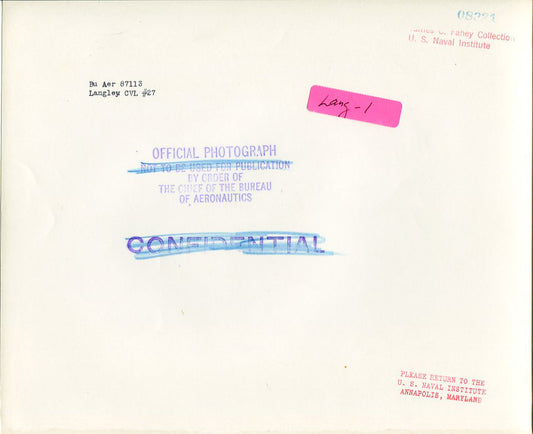 08221
James C. Fahey Collection
U. S. Naval Institute
Bu Aer 87113
Langley CVL #27
Lang-1
OFFICIAL PHOTOGRAPH
NOT TO BE USED FOR PUBLICATION
BY ORDER OF
THE CHIEF OF THE BUREAU
OF AERONAUTICS
CONFIDENTIAL
PLEASE RETURN TO THE
U. S. NAVAL INSTITUTE
ANNAPOLIS, MARYLAND